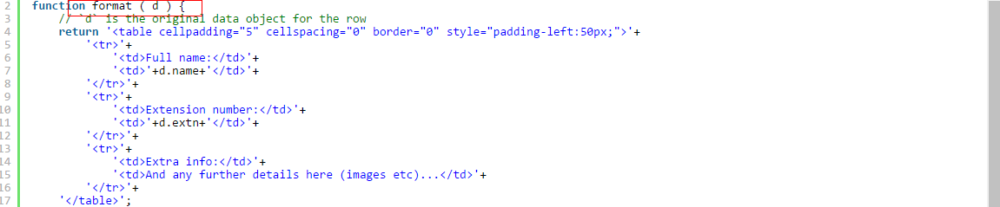 2 function format ( d ) {
3 // `d` is the original data object for the row
4 return '<table cellpadding="5" cellspacing="0" border="0" style="padding-left:50px;">'+
5 '<tr>'+
6 '<td>Full name:</td>'+
7 '<td>'+d.name+'</td>'+
8 '</tr>'+
9 '<tr>'+
10 '<td>Extension number:</td>'+
11 '<td>'+d.extn+'</td>'+
12 '</tr>'+
13 '<tr>'+
14 '<td>Extra info:</td>'+
15 '<td>And any further details here (images etc)...</td>'+
16 '</tr>'+
17 '</table>';